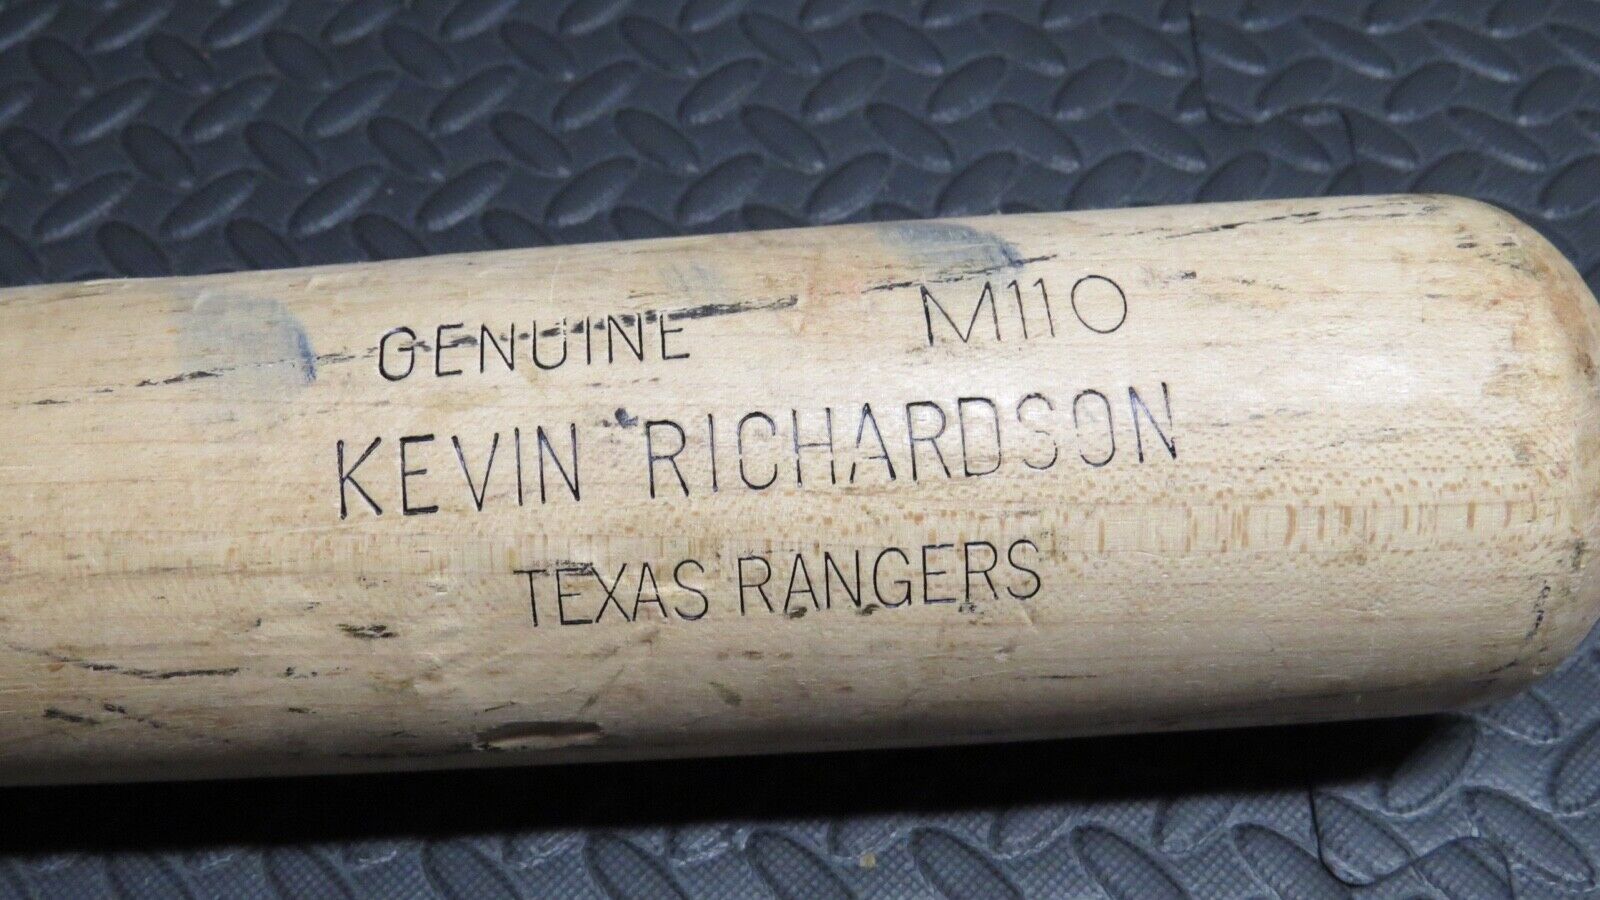 GENUINE M110
KEVIN RICHARDSON
TEXAS RANGERS